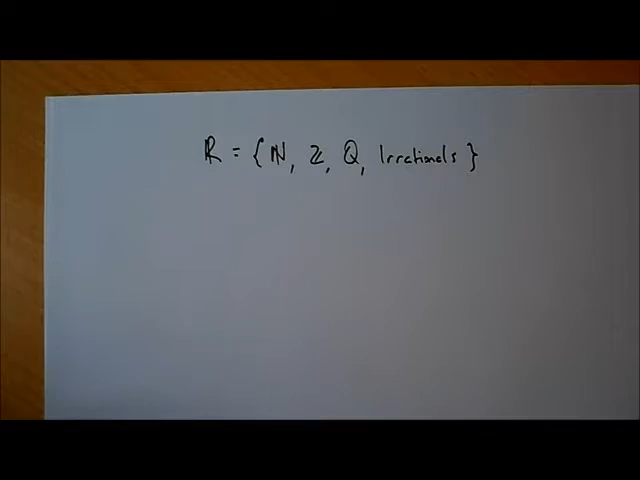 ℝ = {ℕ, ℤ, ℚ, Irrationals}